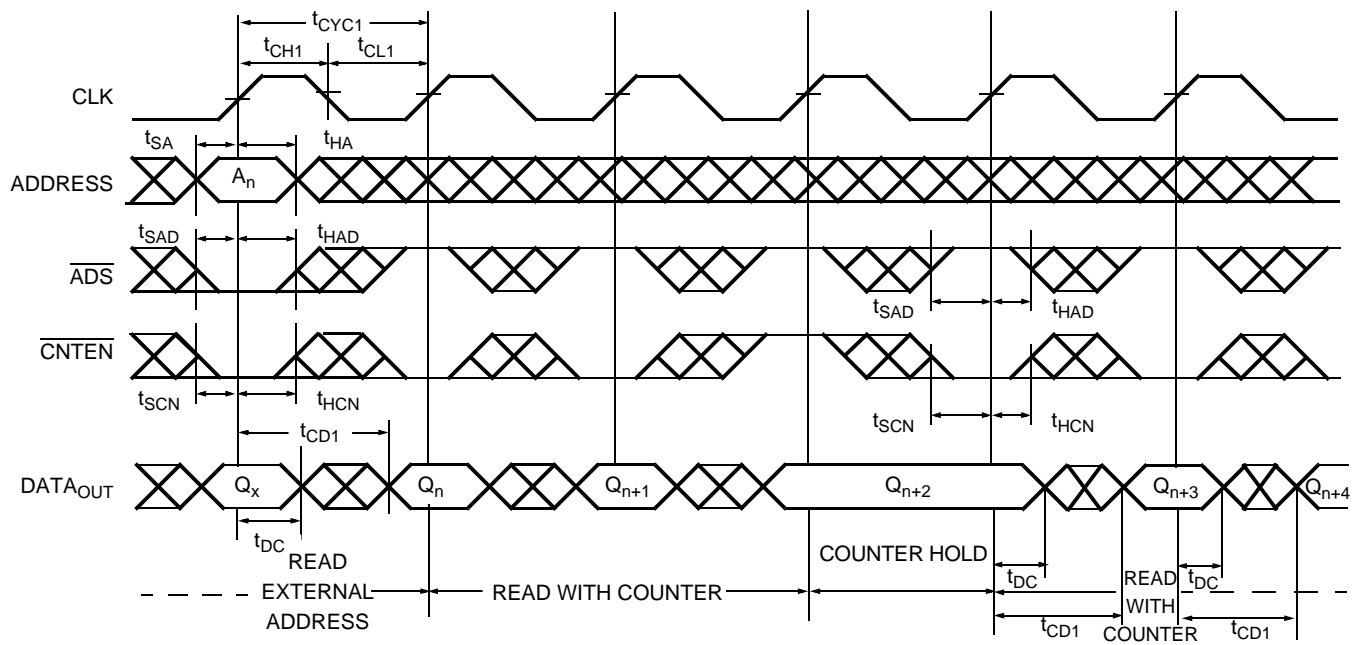 tCYC1
tCH1
tCL1
CLK
tSA
tHA
ADDRESS
An
tSAD
tHAD
ADS
tSAD
tHAD
CNTEN
tSCN
tHCN
tSCN
tHCN
tCD1
DATAOUT
Qx
Qn
Qn+1
Qn+2
Qn+3
Qn+4
tDC
READ
EXTERNAL
ADDRESS
READ WITH COUNTER
COUNTER HOLD
tDC
READ
WITH
COUNTER
tDC
tCD1
tCD1